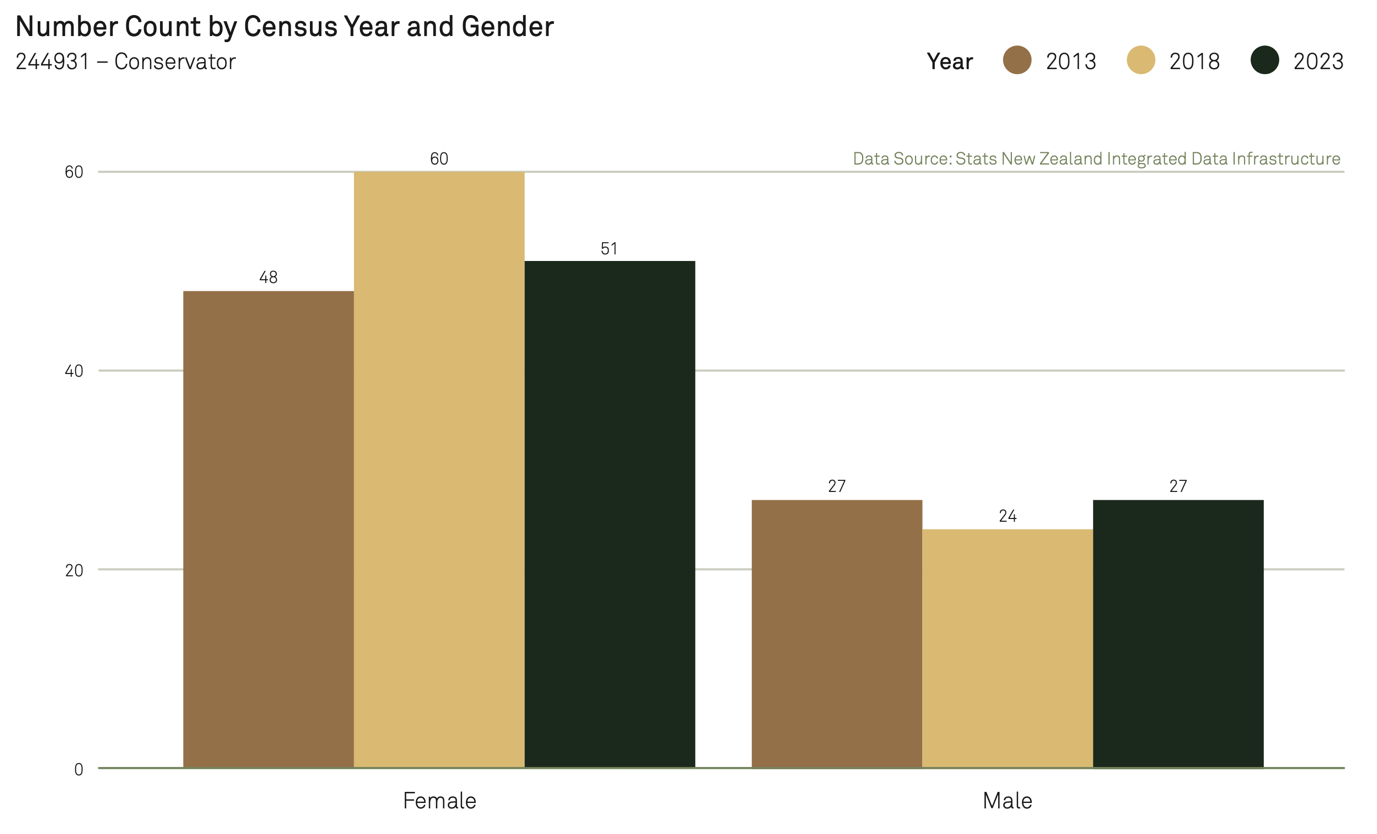 Number Count by Census Year and Gender
244931 – Conservator
Year 2013 2018 2023
Data Source: Stats New Zealand Integrated Data Infrastructure
60
40
20
0
48
60
51
27
24
27
Female
Male